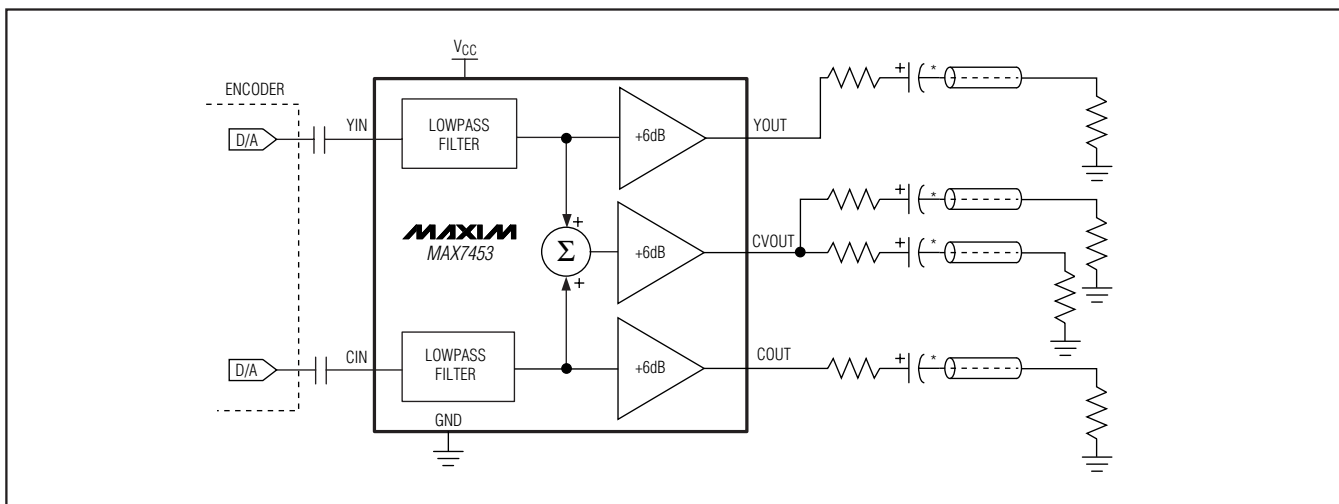 VCC
ENCODER
D/A
YIN
LOWPASS
FILTER
+6dB
YOUT
+
*
+
+
*
MAXIM
MAX7453
Σ
+6dB
CVOUT
+
*
+
D/A
CIN
LOWPASS
FILTER
+6dB
COUT
+
*
GND